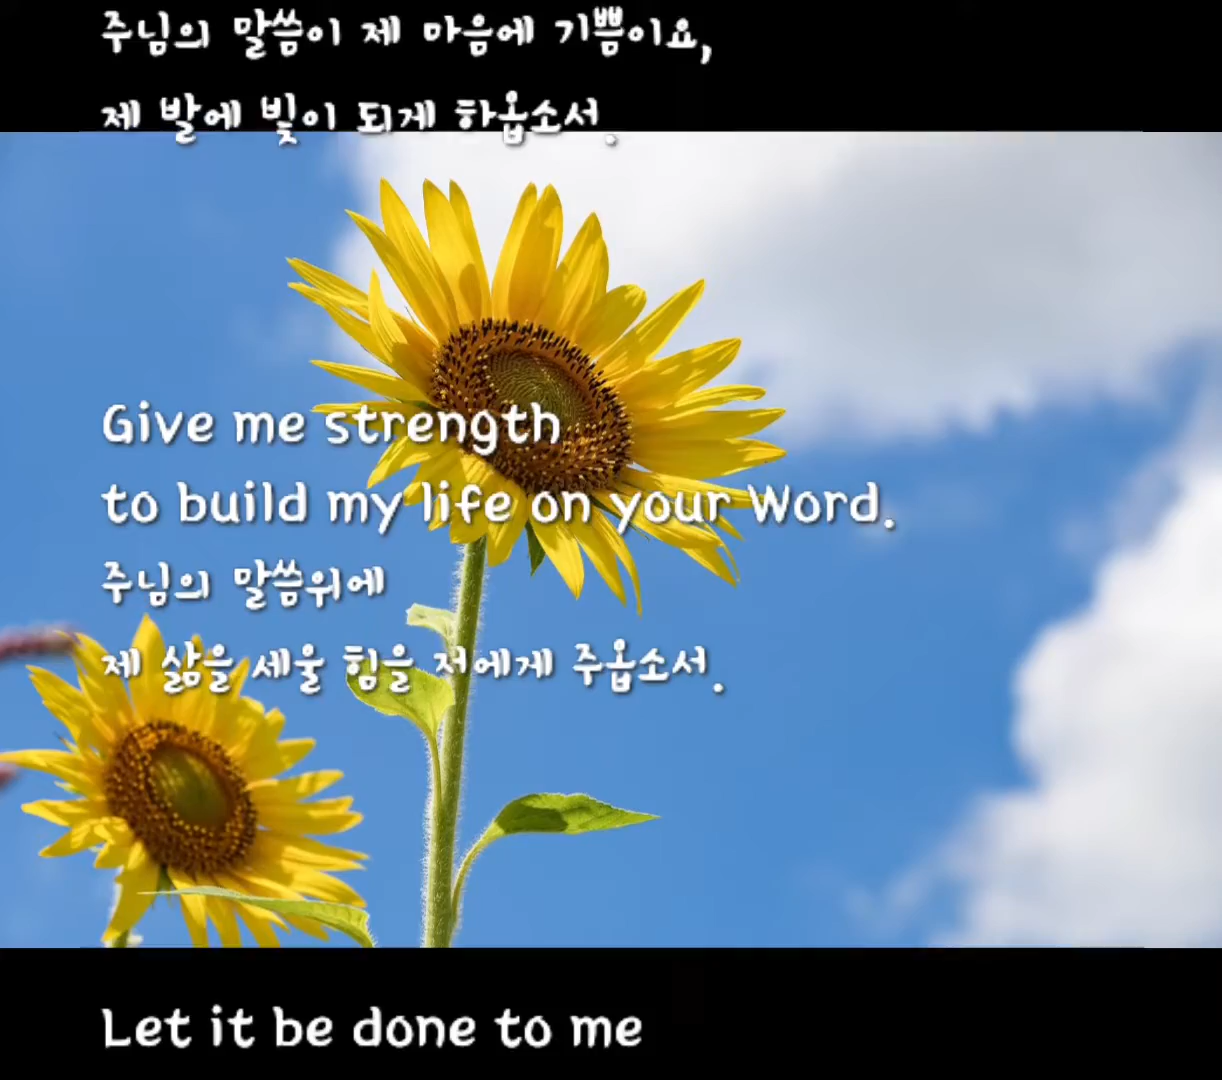 주님의 말씀이 제 마음에 기쁨이요,
제 발에 빛이 되게 하옵소서.
Give me strength
to build my life on your Word.
주님의 말씀위에
제 삶을 세울 힘을 저에게 주옵소서.
Let it be done to me